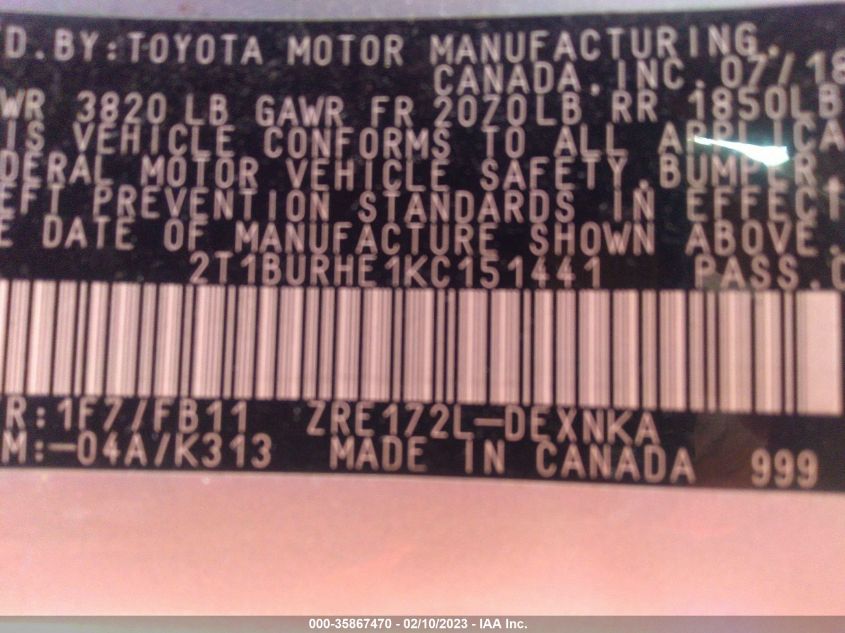 D.BY:TOYOTA MOTOR MANUFACTURING.
CANADA,INC.07/18
WR 3820 LB GAWR FR 2070LB RR 1850LB
IS VEHICLE CONFORMS TO ALL APPLICA
DERAL MOTOR VEHICLE SAFETY,BUMPER,
EFT PREVENTION STANDARDS IN EFFECT
E DATE OF MANUFACTURE SHOWN ABOVE.
2T1BURHE1KC151441 PASS.C
R:1F7/FB11 ZRE172L-DEXNKA
M:-04A/K313 MADE IN CANADA 999
000-35867470 - 02/10/2023 - IAA Inc.